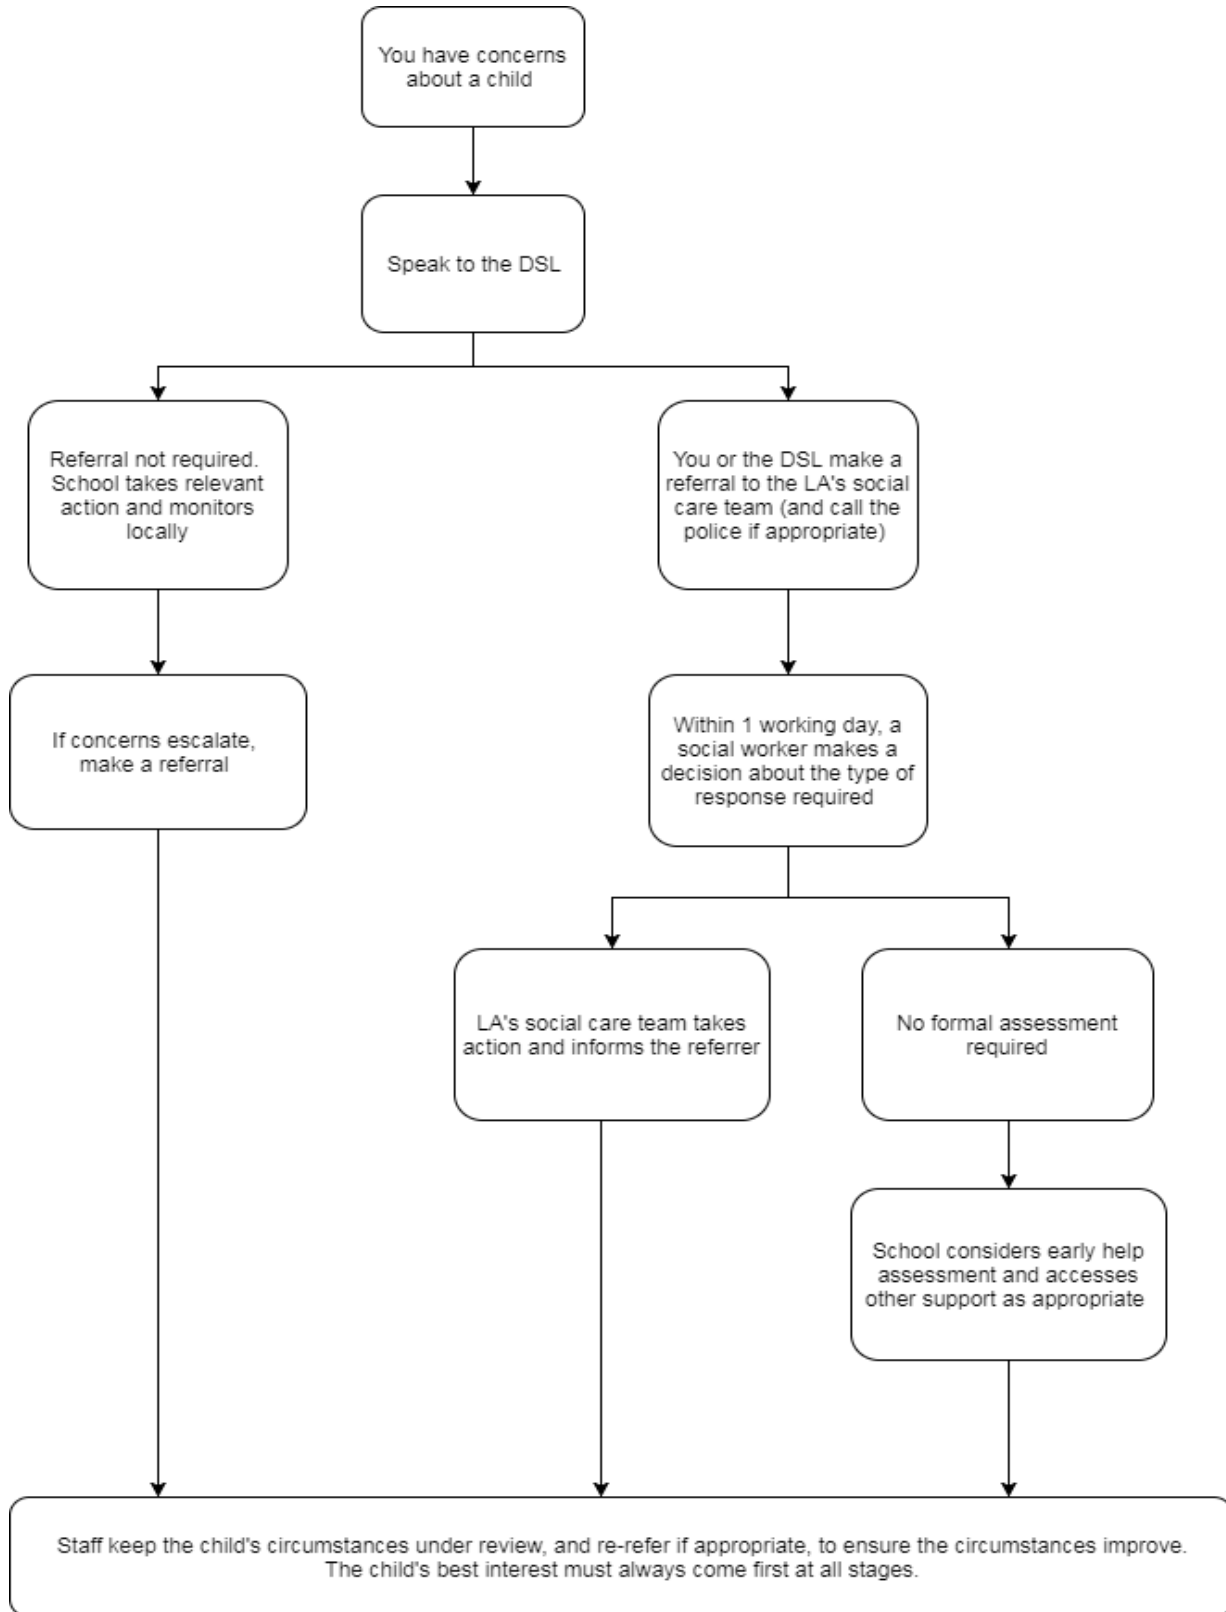 You have concerns
about a child
Speak to the DSL
Referral not required.
School takes relevant
action and monitors
locally
You or the DSL make a
referral to the LA's social
care team (and call the
police if appropriate)
If concerns escalate,
make a referral
Within 1 working day, a
social worker makes a
decision about the type of
response required
LA's social care team takes
action and informs the referrer
No formal assessment
required
School considers early help
assessment and accesses
other support as appropriate
Staff keep the child's circumstances under review, and re-refer if appropriate, to ensure the circumstances improve.
The child's best interest must always come first at all stages.